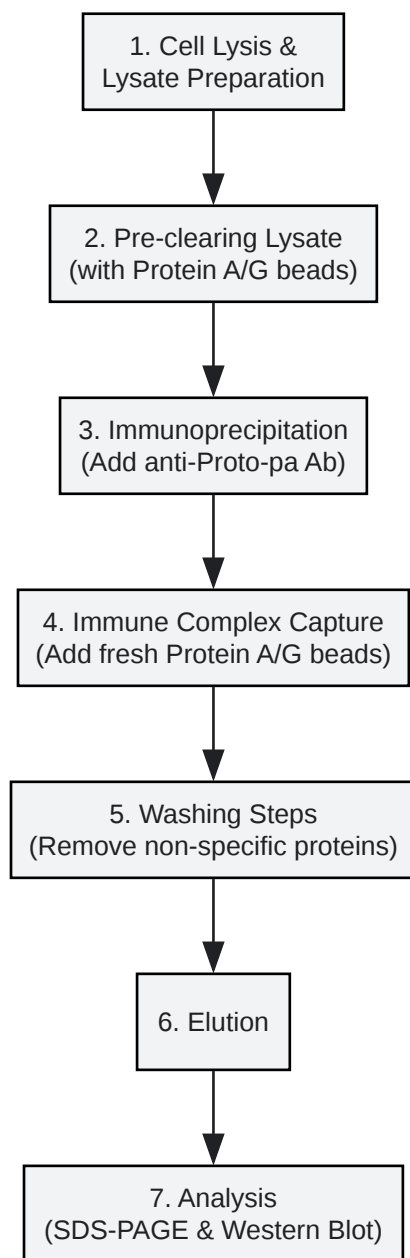 1. Cell Lysis &
Lysate Preparation
2. Pre-clearing Lysate
(with Protein A/G beads)
3. Immunoprecipitation
(Add anti-Proto-pa Ab)
4. Immune Complex Capture
(Add fresh Protein A/G beads)
5. Washing Steps
(Remove non-specific proteins)
6. Elution
7. Analysis
(SDS-PAGE & Western Blot)